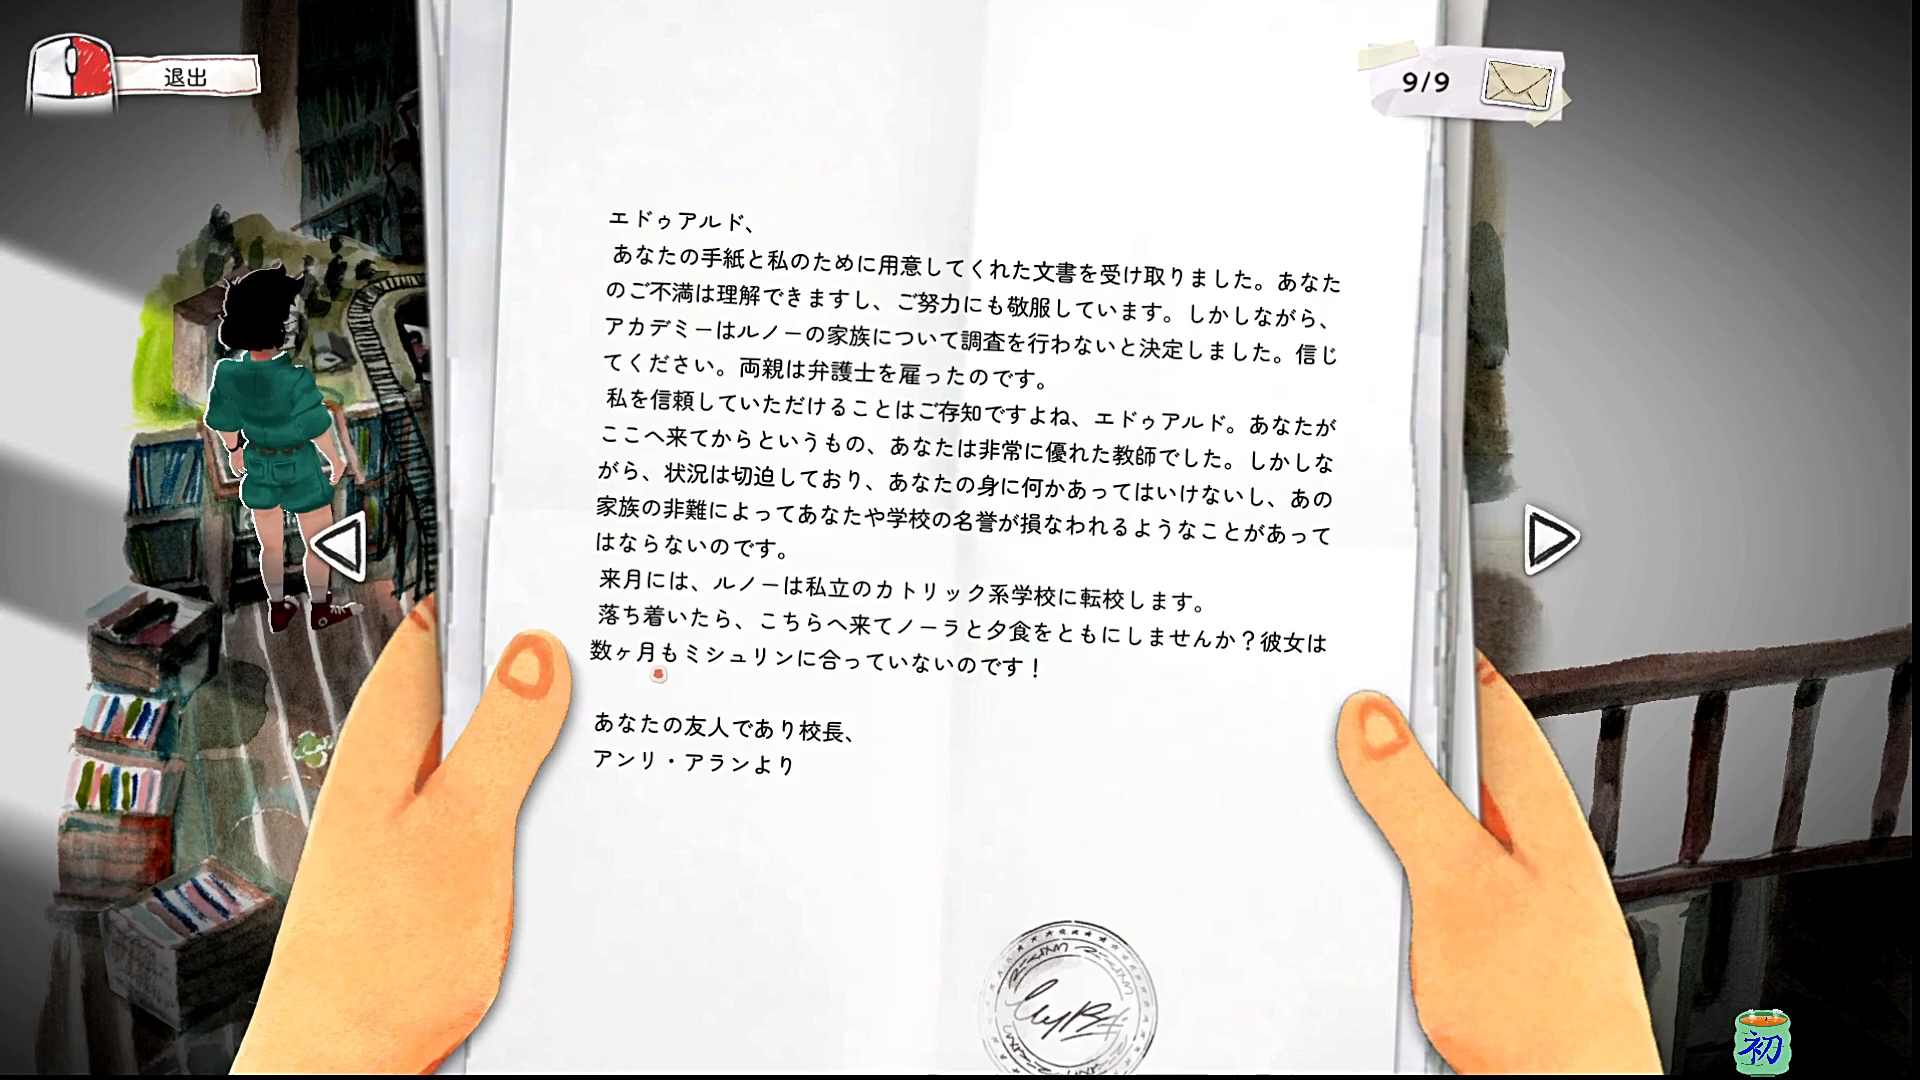 退出
9/9
エドゥアルド、
あなたの手紙と私のために用意してくれた文書を受け取りました。あなた
のご不満は理解できますし、ご努力にも敬服しています。しかしながら、
アカデミーはルノーの家族について調査を行わないと決定しました。信じ
てください。両親は弁護士を雇ったのです。
私を信頼していただけることはご存知ですよね、エドゥアルド。あなたが
ここへ来てからというもの、あなたは非常に優れた教師でした。しかしな
がら、状況は切迫しており、あなたの身に何かあってはいけないし、あの
家族の非難によってあなたや学校の名誉が損なわれるようなことがあって
はならないのです。
来月には、ルノーは私立のカトリック系学校に転校します。
落ち着いたら、こちらへ来てノーラと夕食をともにしませんか？彼女は
数ヶ月もミシュリンに合っていないのです！
あなたの友人であり校長、
アンリ・アランより
初